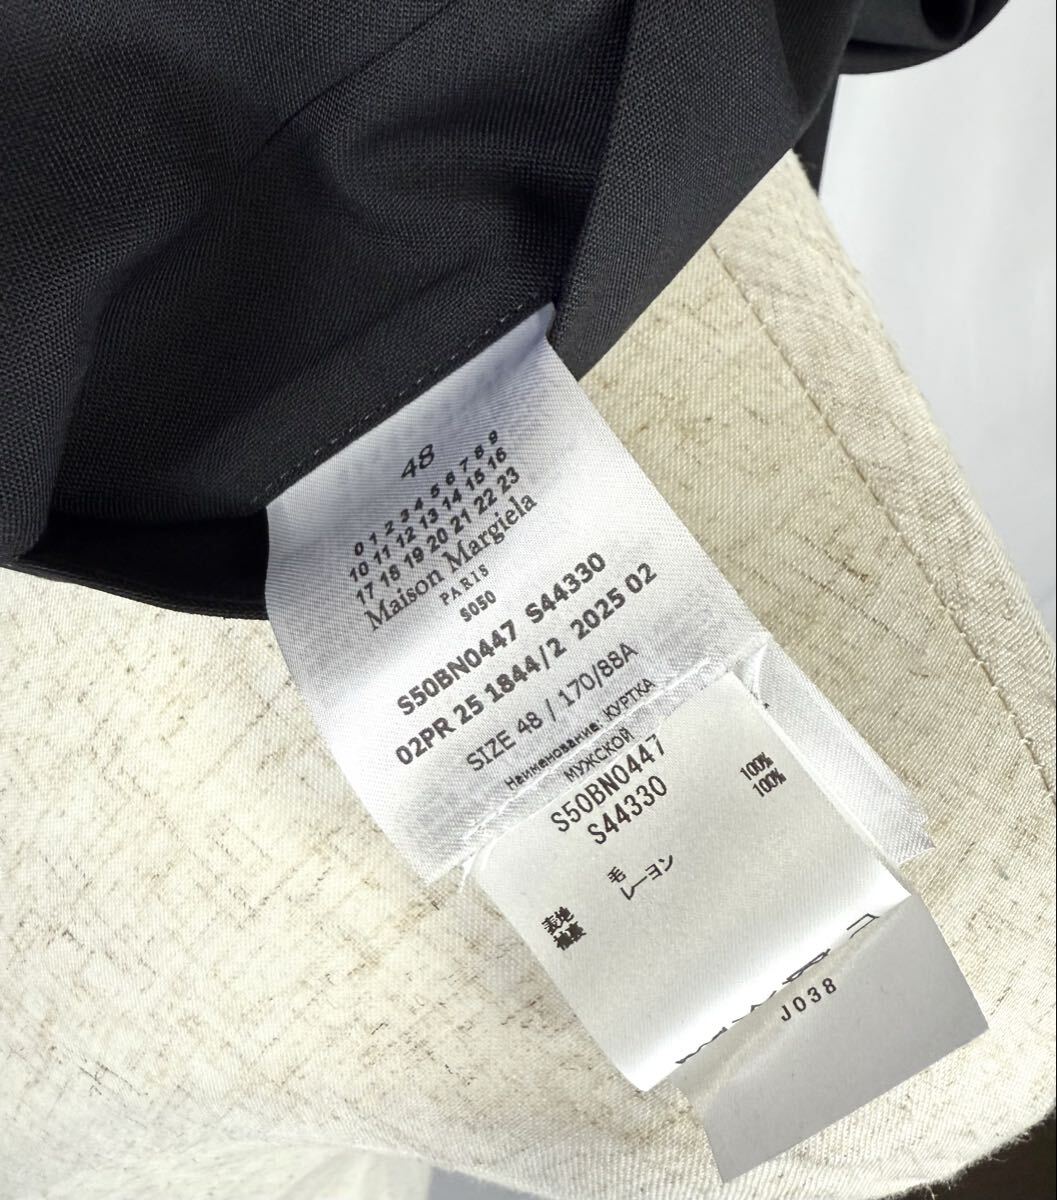 48
0 1 2 3 4 5 6 7 8 9
10 11 12 13 14 15 16
17 18 19 20 21 22 23
Maison Margiela
PARIS
S050
S50BN0447 S44330
02PR 25 1844/2 2025 02
SIZE 48 / 170/88A
Наименование: КУРТКА
МУЖСКОЙ
S50BN0447
S44330
表地 毛 100%
袖裏 レーヨン 100%
J038